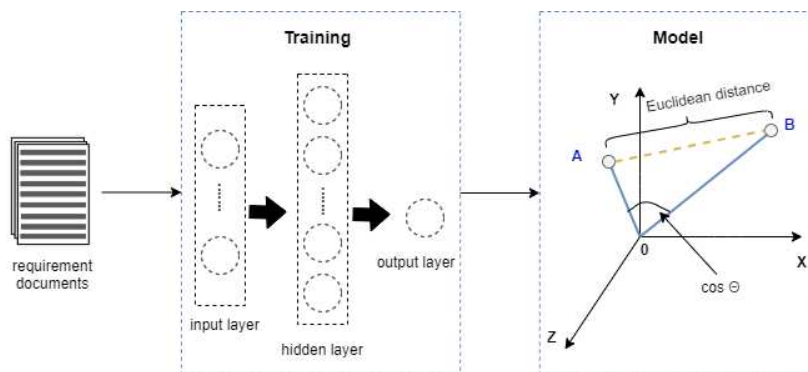 Training
Model
requirement
documents
input layer
hidden layer
output layer
Y
Euclidean distance
A
B
0
X
cos Θ
Z